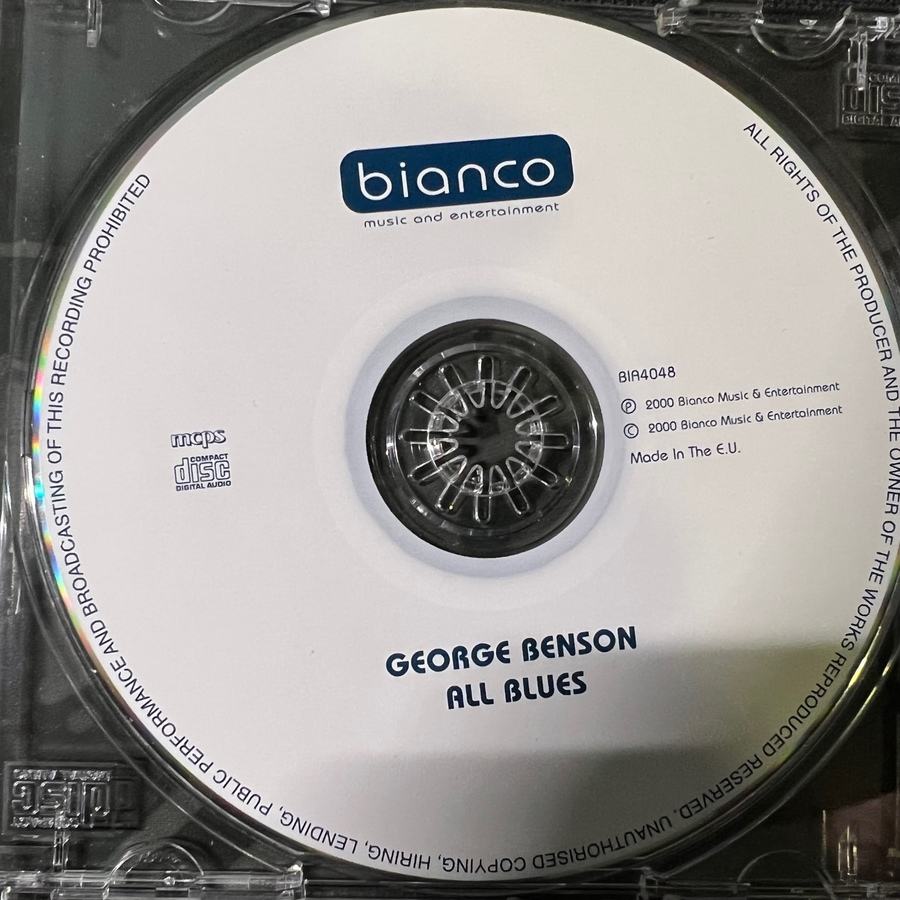 bianco
music and entertainment
ALL RIGHTS OF THE PRODUCER AND THE OWNER OF THE WORKS REPRODUCED RESERVED. UNAUTHORISED COPYING, HIRING, LENDING, PUBLIC PERFORMANCE AND BROADCASTING OF THIS RECORDING PROHIBITED
BIA4048
℗ 2000 Bianco Music & Entertainment
© 2000 Bianco Music & Entertainment
Made In The E.U.
mcps
COMPACT
disc
DIGITAL AUDIO
GEORGE BENSON
ALL BLUES